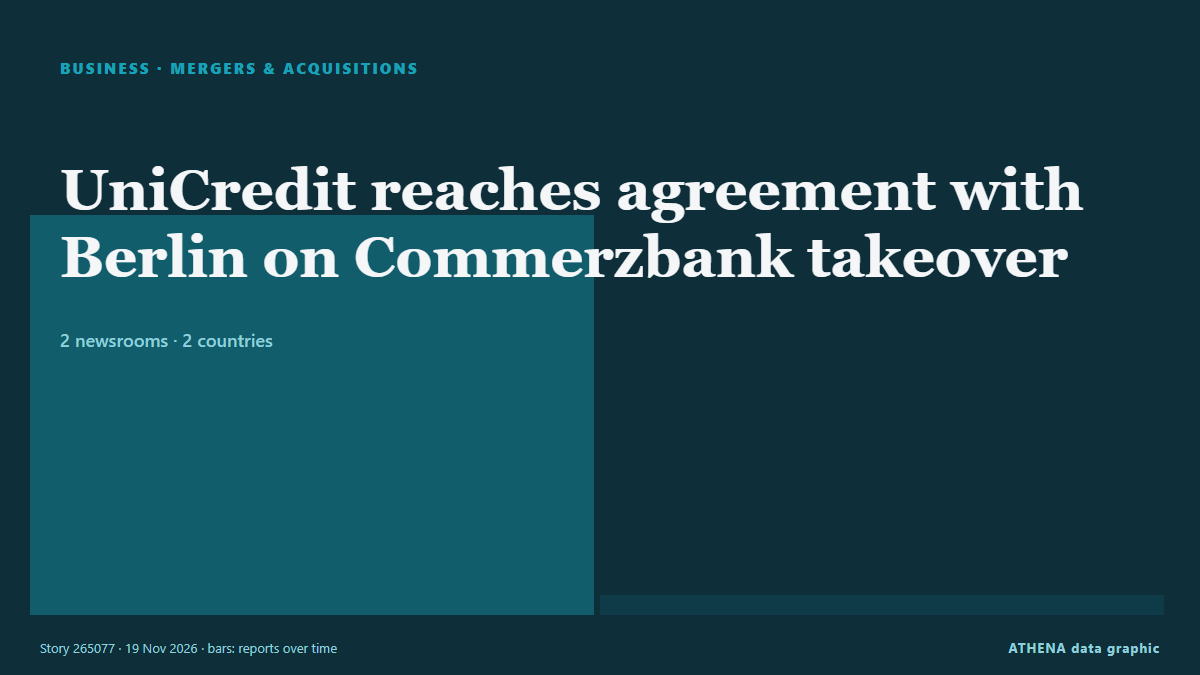 BUSINESS · MERGERS & ACQUISITIONS
UniCredit reaches agreement with
Berlin on Commerzbank takeover
2 newsrooms · 2 countries
Story 265077 · 19 Nov 2026 · bars: reports over time
ATHENA data graphic